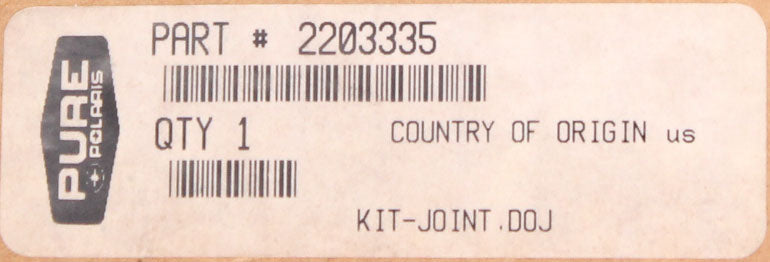 PURE
POLARIS
PART # 2203335
QTY 1
COUNTRY OF ORIGIN us
KIT-JOINT.DOJ